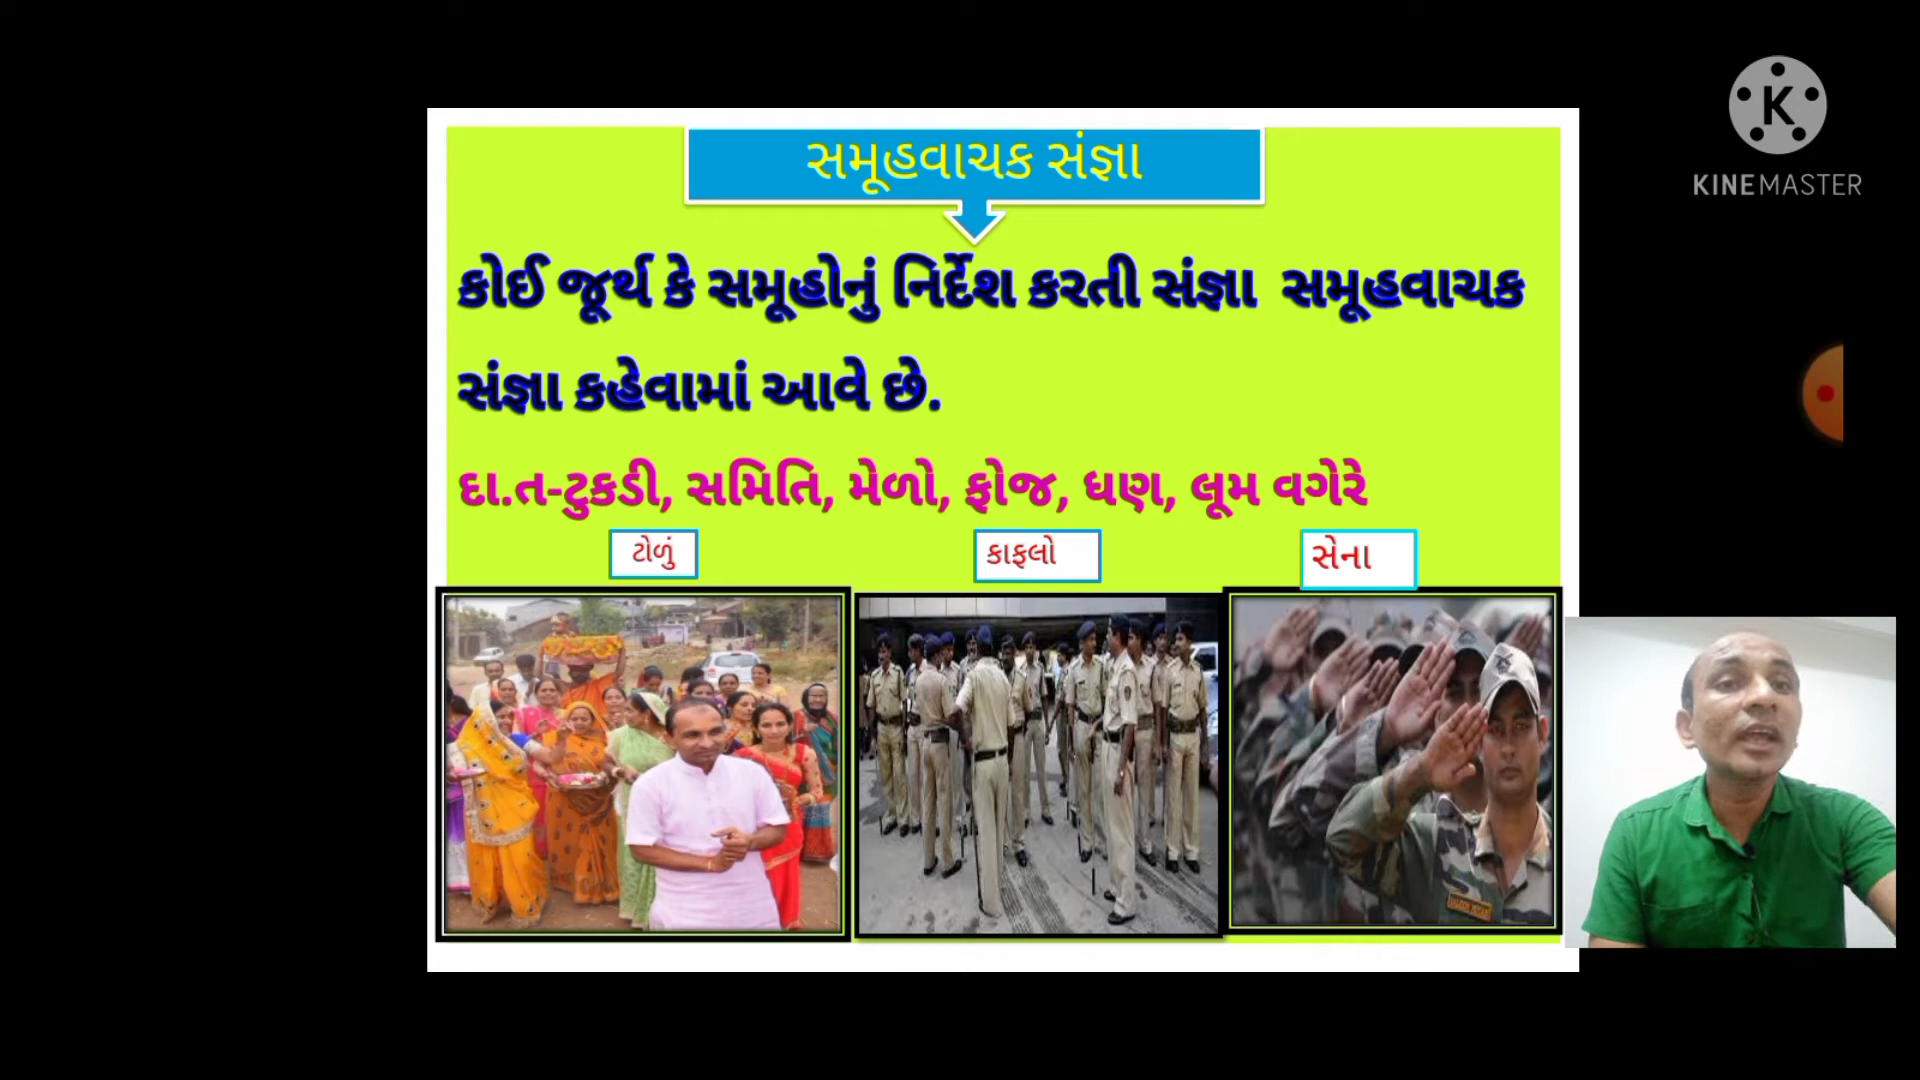 સમૂહવાચક સંજ્ઞા
કોઈ જૂર્થ કે સમૂહોનું નિર્દેશ કરતી સંજ્ઞા સમૂહવાચક
સંજ્ઞા કહેવામાં આવે છે.
દા.ત-ટુકડી, સમિતિ, મેળો, ફોજ, ધણ, લૂમ વગેરે
ટોળું
કાફલો
સેના
K
KINEMASTER